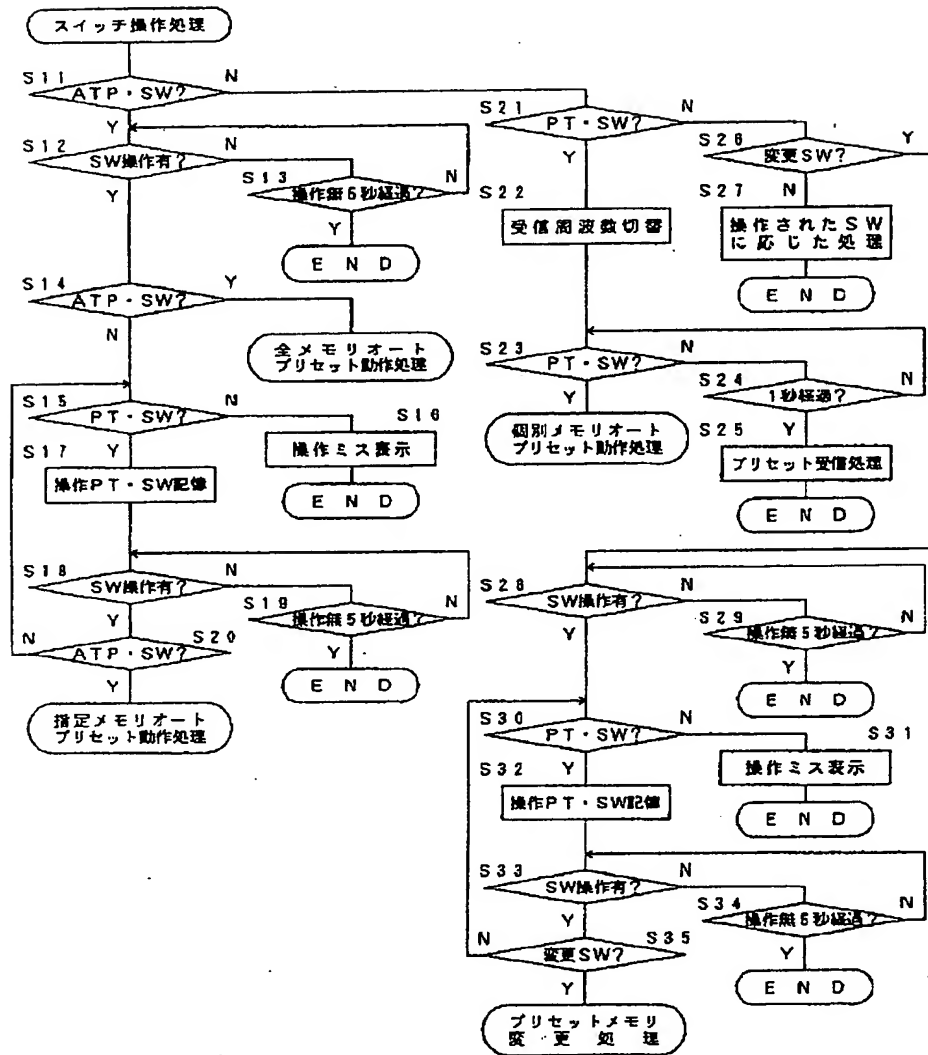 スイッチ操作処理
S11
ATP・SW?
N
Y
S12
SW操作有?
N
Y
S13
操作無5秒経過?
N
Y
END
S14
ATP・SW?
Y
N
全メモリオート
プリセット動作処理
S15
PT・SW?
N
Y
S16
操作ミス表示
END
S17
操作PT・SW記憶
S18
SW操作有?
N
Y
S19
操作無5秒経過?
N
Y
END
S20
ATP・SW?
N
Y
指定メモリオート
プリセット動作処理
S21
PT・SW?
N
Y
S22
受信周波数切替
S26
変更SW?
Y
N
S27
操作されたSW
に応じた処理
END
S23
PT・SW?
N
Y
個別メモリオート
プリセット動作処理
S24
1秒経過?
N
Y
S25
プリセット受信処理
END
S28
SW操作有?
N
Y
S29
操作無5秒経過?
N
Y
END
S30
PT・SW?
N
Y
S31
操作ミス表示
END
S32
操作PT・SW記憶
S33
SW操作有?
N
Y
S34
操作無5秒経過?
N
Y
END
S35
変更SW?
N
Y
プリセットメモリ
変更処理